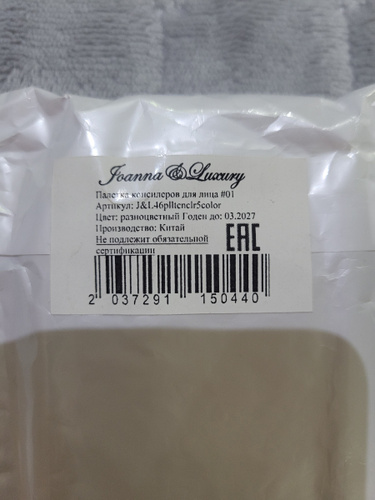 Joanna & Luxury
Палетка консилеров для лица #01
Артикул: J&L46plltcnclr5color
Цвет: разноцветный Годен до: 03.2027
Производство: Китай
Не подлежит обязательной
сертификации
EAC
2 037291 150440